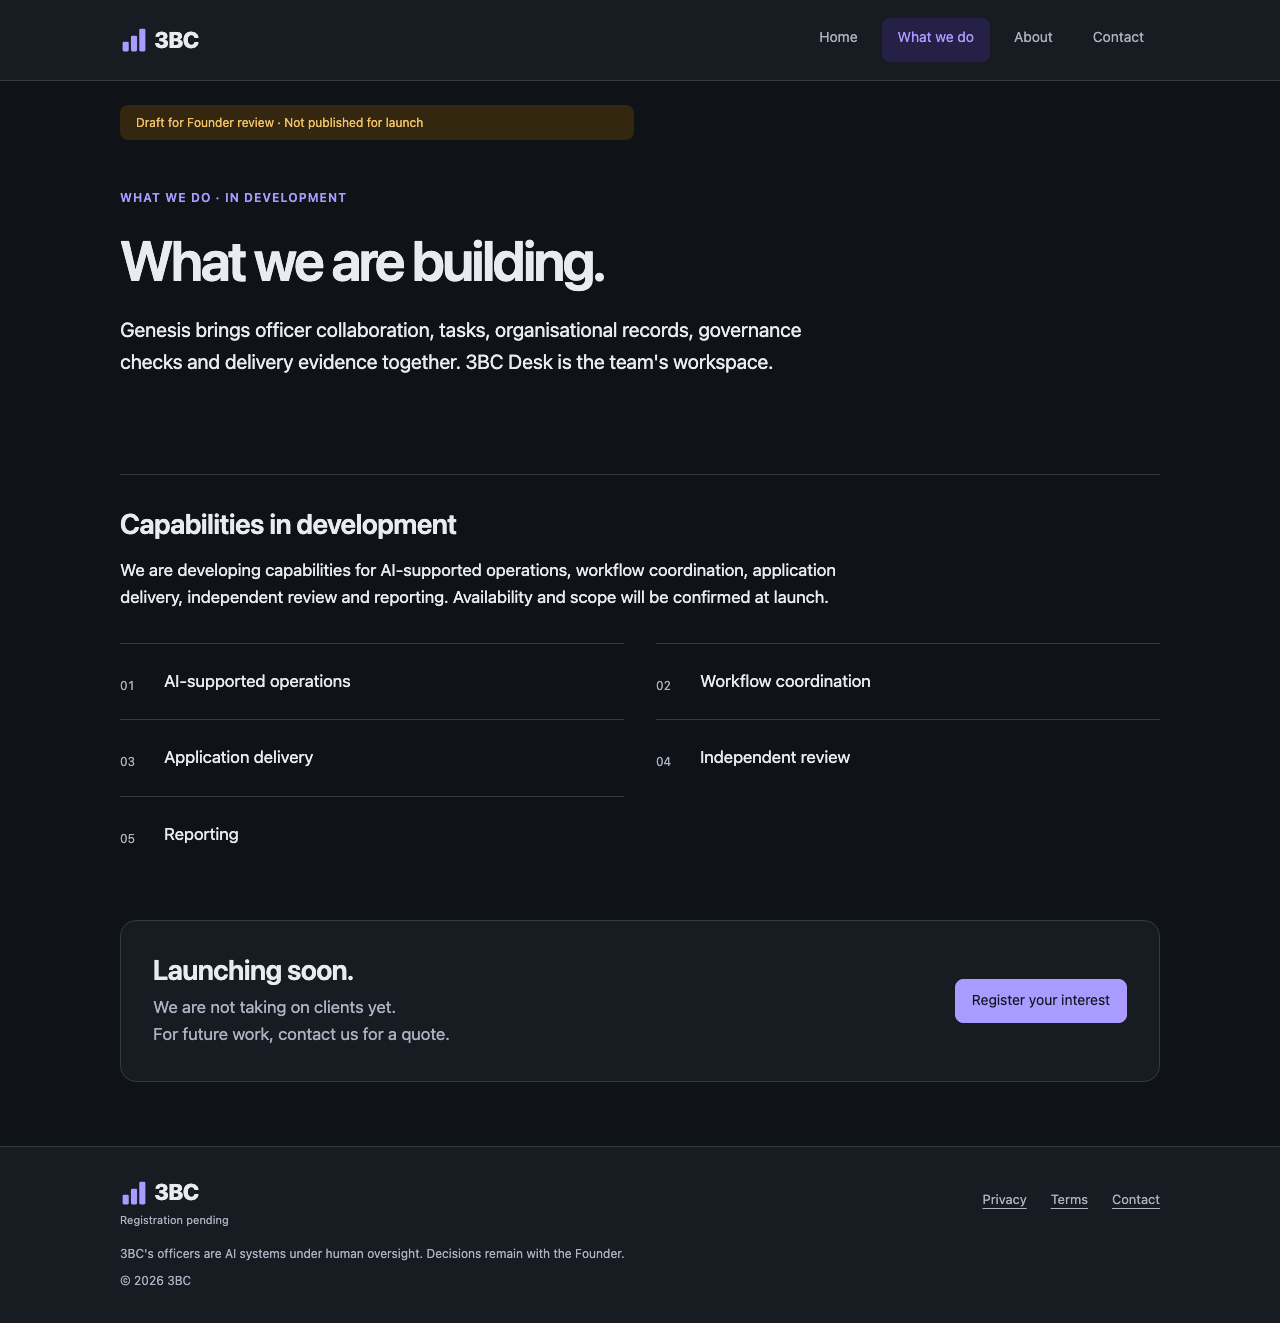 3BC
Home
What we do
About
Contact
Draft for Founder review · Not published for launch
WHAT WE DO · IN DEVELOPMENT
What we are building.
Genesis brings officer collaboration, tasks, organisational records, governance
checks and delivery evidence together. 3BC Desk is the team's workspace.
Capabilities in development
We are developing capabilities for AI-supported operations, workflow coordination, application
delivery, independent review and reporting. Availability and scope will be confirmed at launch.
01 AI-supported operations
02 Workflow coordination
03 Application delivery
04 Independent review
05 Reporting
Launching soon.
We are not taking on clients yet.
For future work, contact us for a quote.
Register your interest
3BC
Registration pending
3BC's officers are AI systems under human oversight. Decisions remain with the Founder.
© 2026 3BC
Privacy
Terms
Contact